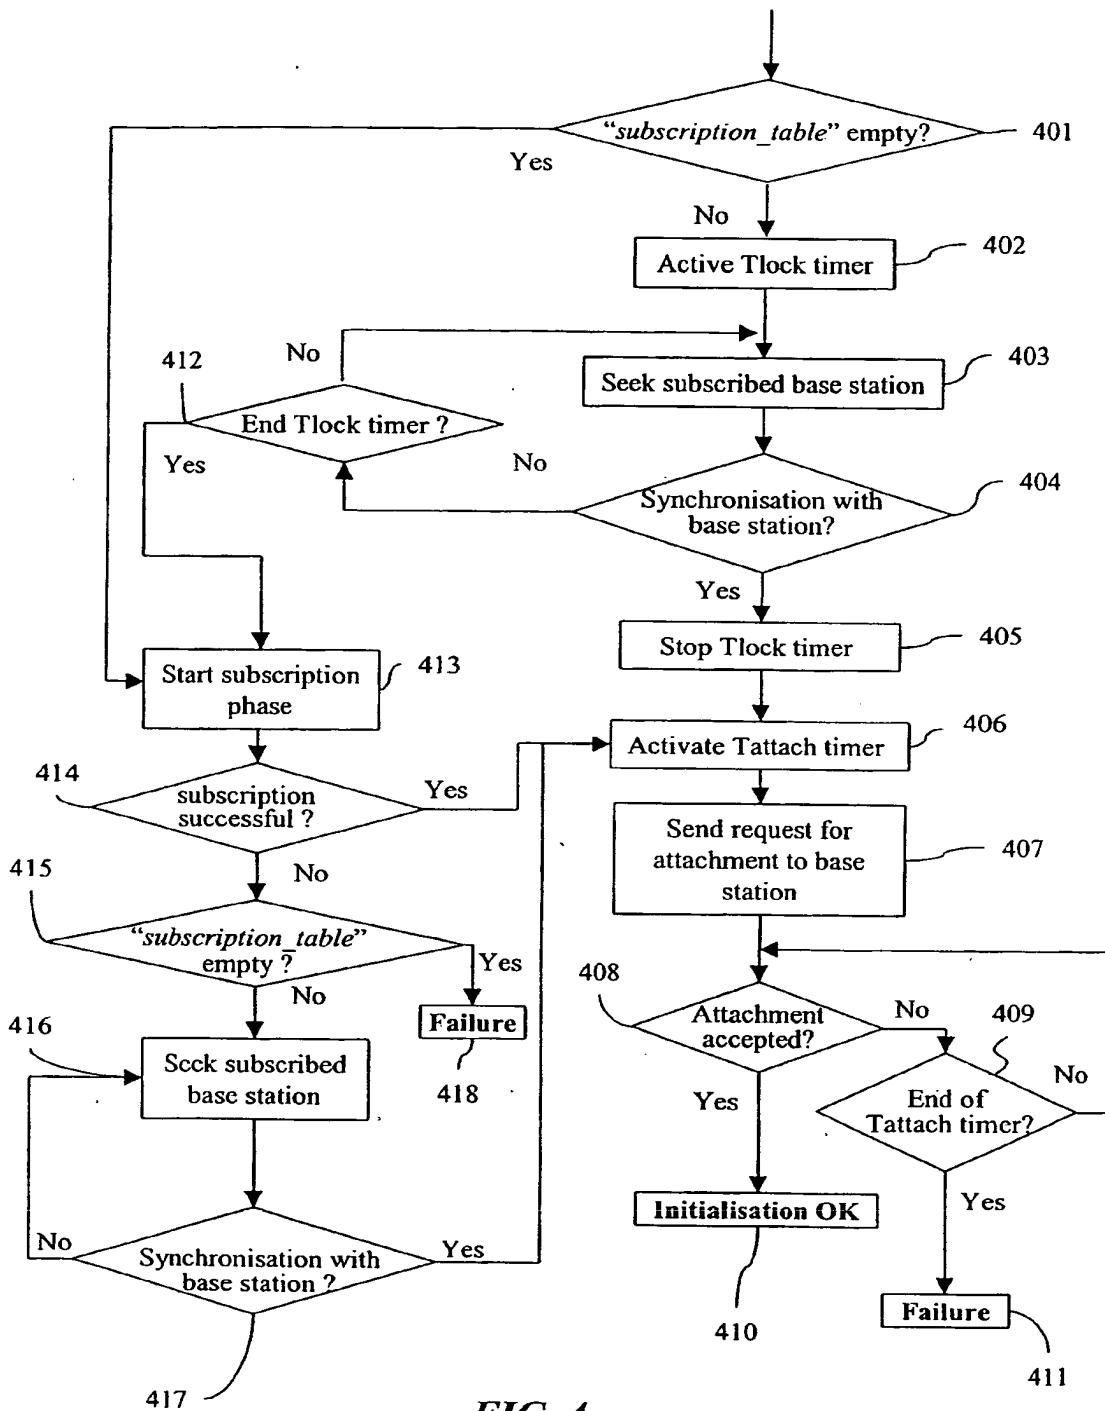 “subscription_table” empty?
401
Yes
No
Active Tlock timer
402
No
412
Seek subscribed base station
403
End Tlock timer ?
Yes
No
Synchronisation with
base station?
404
Yes
Stop Tlock timer
405
Start subscription
phase
413
Activate Tattach timer
406
414
subscription
successful ?
Yes
Send request for
attachment to base
station
407
No
415
“subscription_table”
empty ?
Yes
No
Failure
418
408
Attachment
accepted?
No
409
416
Seek subscribed
base station
End of
Tattach timer?
No
Yes
Yes
Initialisation OK
410
No
Synchronisation with
base station ?
Yes
Failure
411
417
FIG. 4